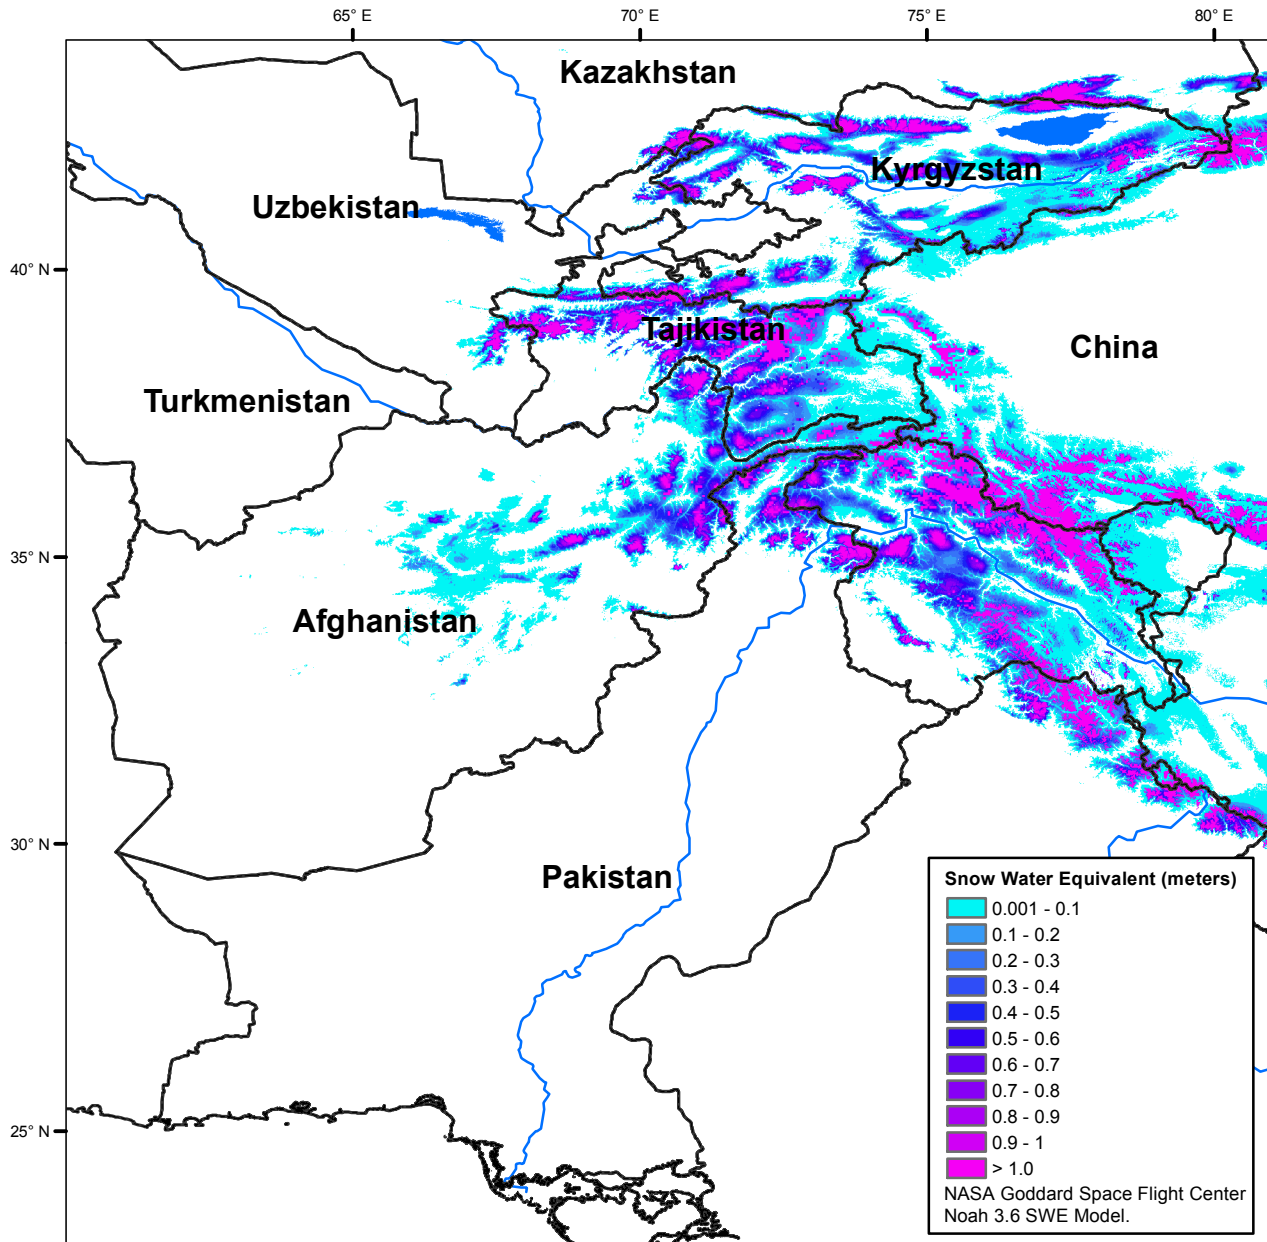 65° E
70° E
75° E
80° E
Kazakhstan
Kyrgyzstan
Uzbekistan
40° N
Tajikistan
China
Turkmenistan
35° N
Afghanistan
30° N
Pakistan
25° N
Snow Water Equivalent (meters)
0.001 - 0.1
0.1 - 0.2
0.2 - 0.3
0.3 - 0.4
0.4 - 0.5
0.5 - 0.6
0.6 - 0.7
0.7 - 0.8
0.8 - 0.9
0.9 - 1
> 1.0
NASA Goddard Space Flight Center
Noah 3.6 SWE Model.